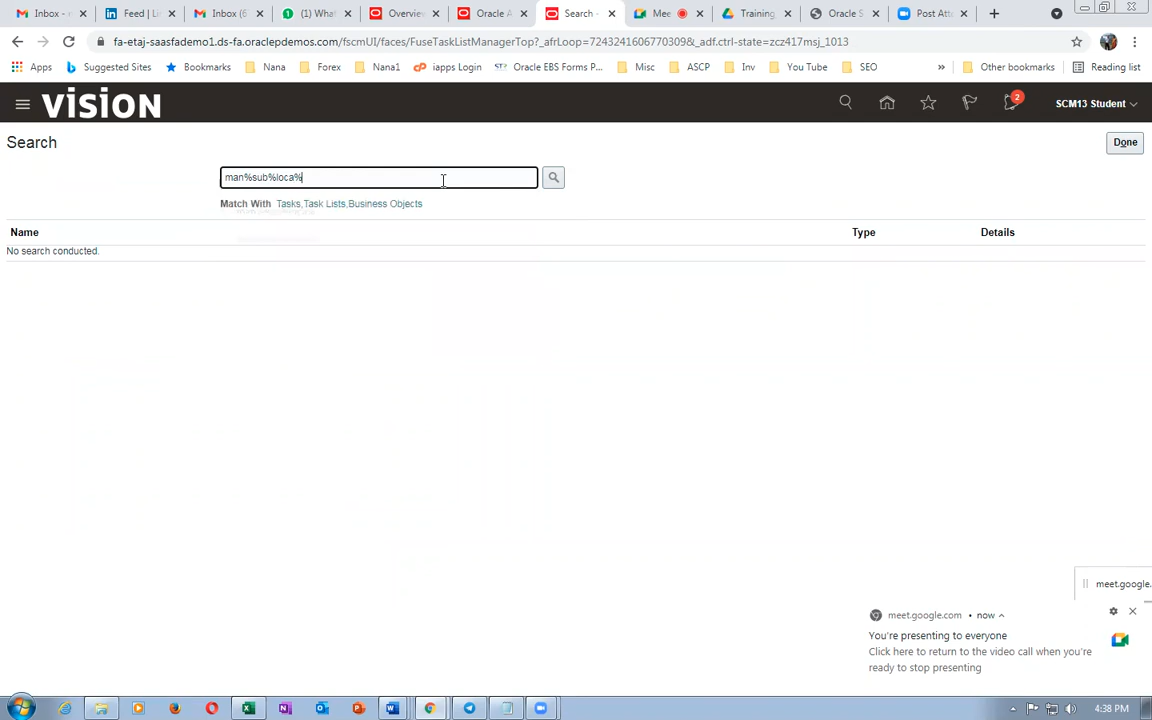 Inbox -
Feed | Li
Inbox (6
(1) What
Overview
Oracle A
Search -
Mee
Training
Oracle S
Post Atte
fa-etaj-saasfademo1.ds-fa.oraclepdemos.com/fscmUI/faces/FuseTaskListManagerTop?_afrLoop=7243241606770309&_adf.ctrl-state=zcz417msj_1013
Apps
Suggested Sites
Bookmarks
Nana
Forex
Nana1
iapps Login
Oracle EBS Forms P...
Misc
ASCP
Inv
You Tube
SEO
»
Other bookmarks
Reading list
vision
2
SCM13 Student
Search
Done
man%sub%loca%
Match With Tasks,Task Lists,Business Objects
Name
Type
Details
No search conducted.
meet.google.
meet.google.com • now
You're presenting to everyone
Click here to return to the video call when you're
ready to stop presenting
4:38 PM